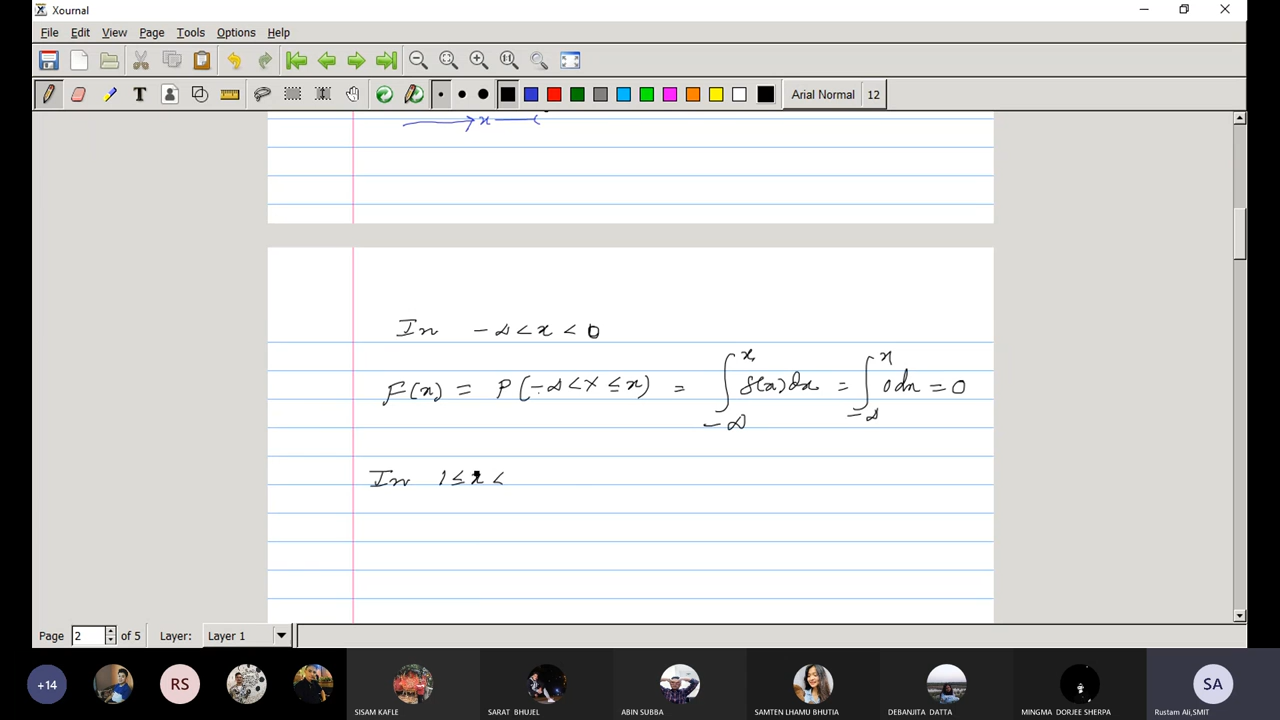 Xournal
File Edit View Page Tools Options Help
Arial Normal 12
x
In -∞ < x < 0
F(x) = P(-∞ < X ≤ x) = ∫_{-∞}^{x} f(x)dx = ∫_{-∞}^{x} 0dx = 0
In 1 ≤ x <
Page 2 of 5 Layer: Layer 1
+14 RS SA
SISAM KAFLE SARAT BHUJEL ABIN SUBBA SAMTEN LHAMU BHUTIA DEBANJITA DATTA MINGMA DORJEE SHERPA Rustam Ali,SMIT